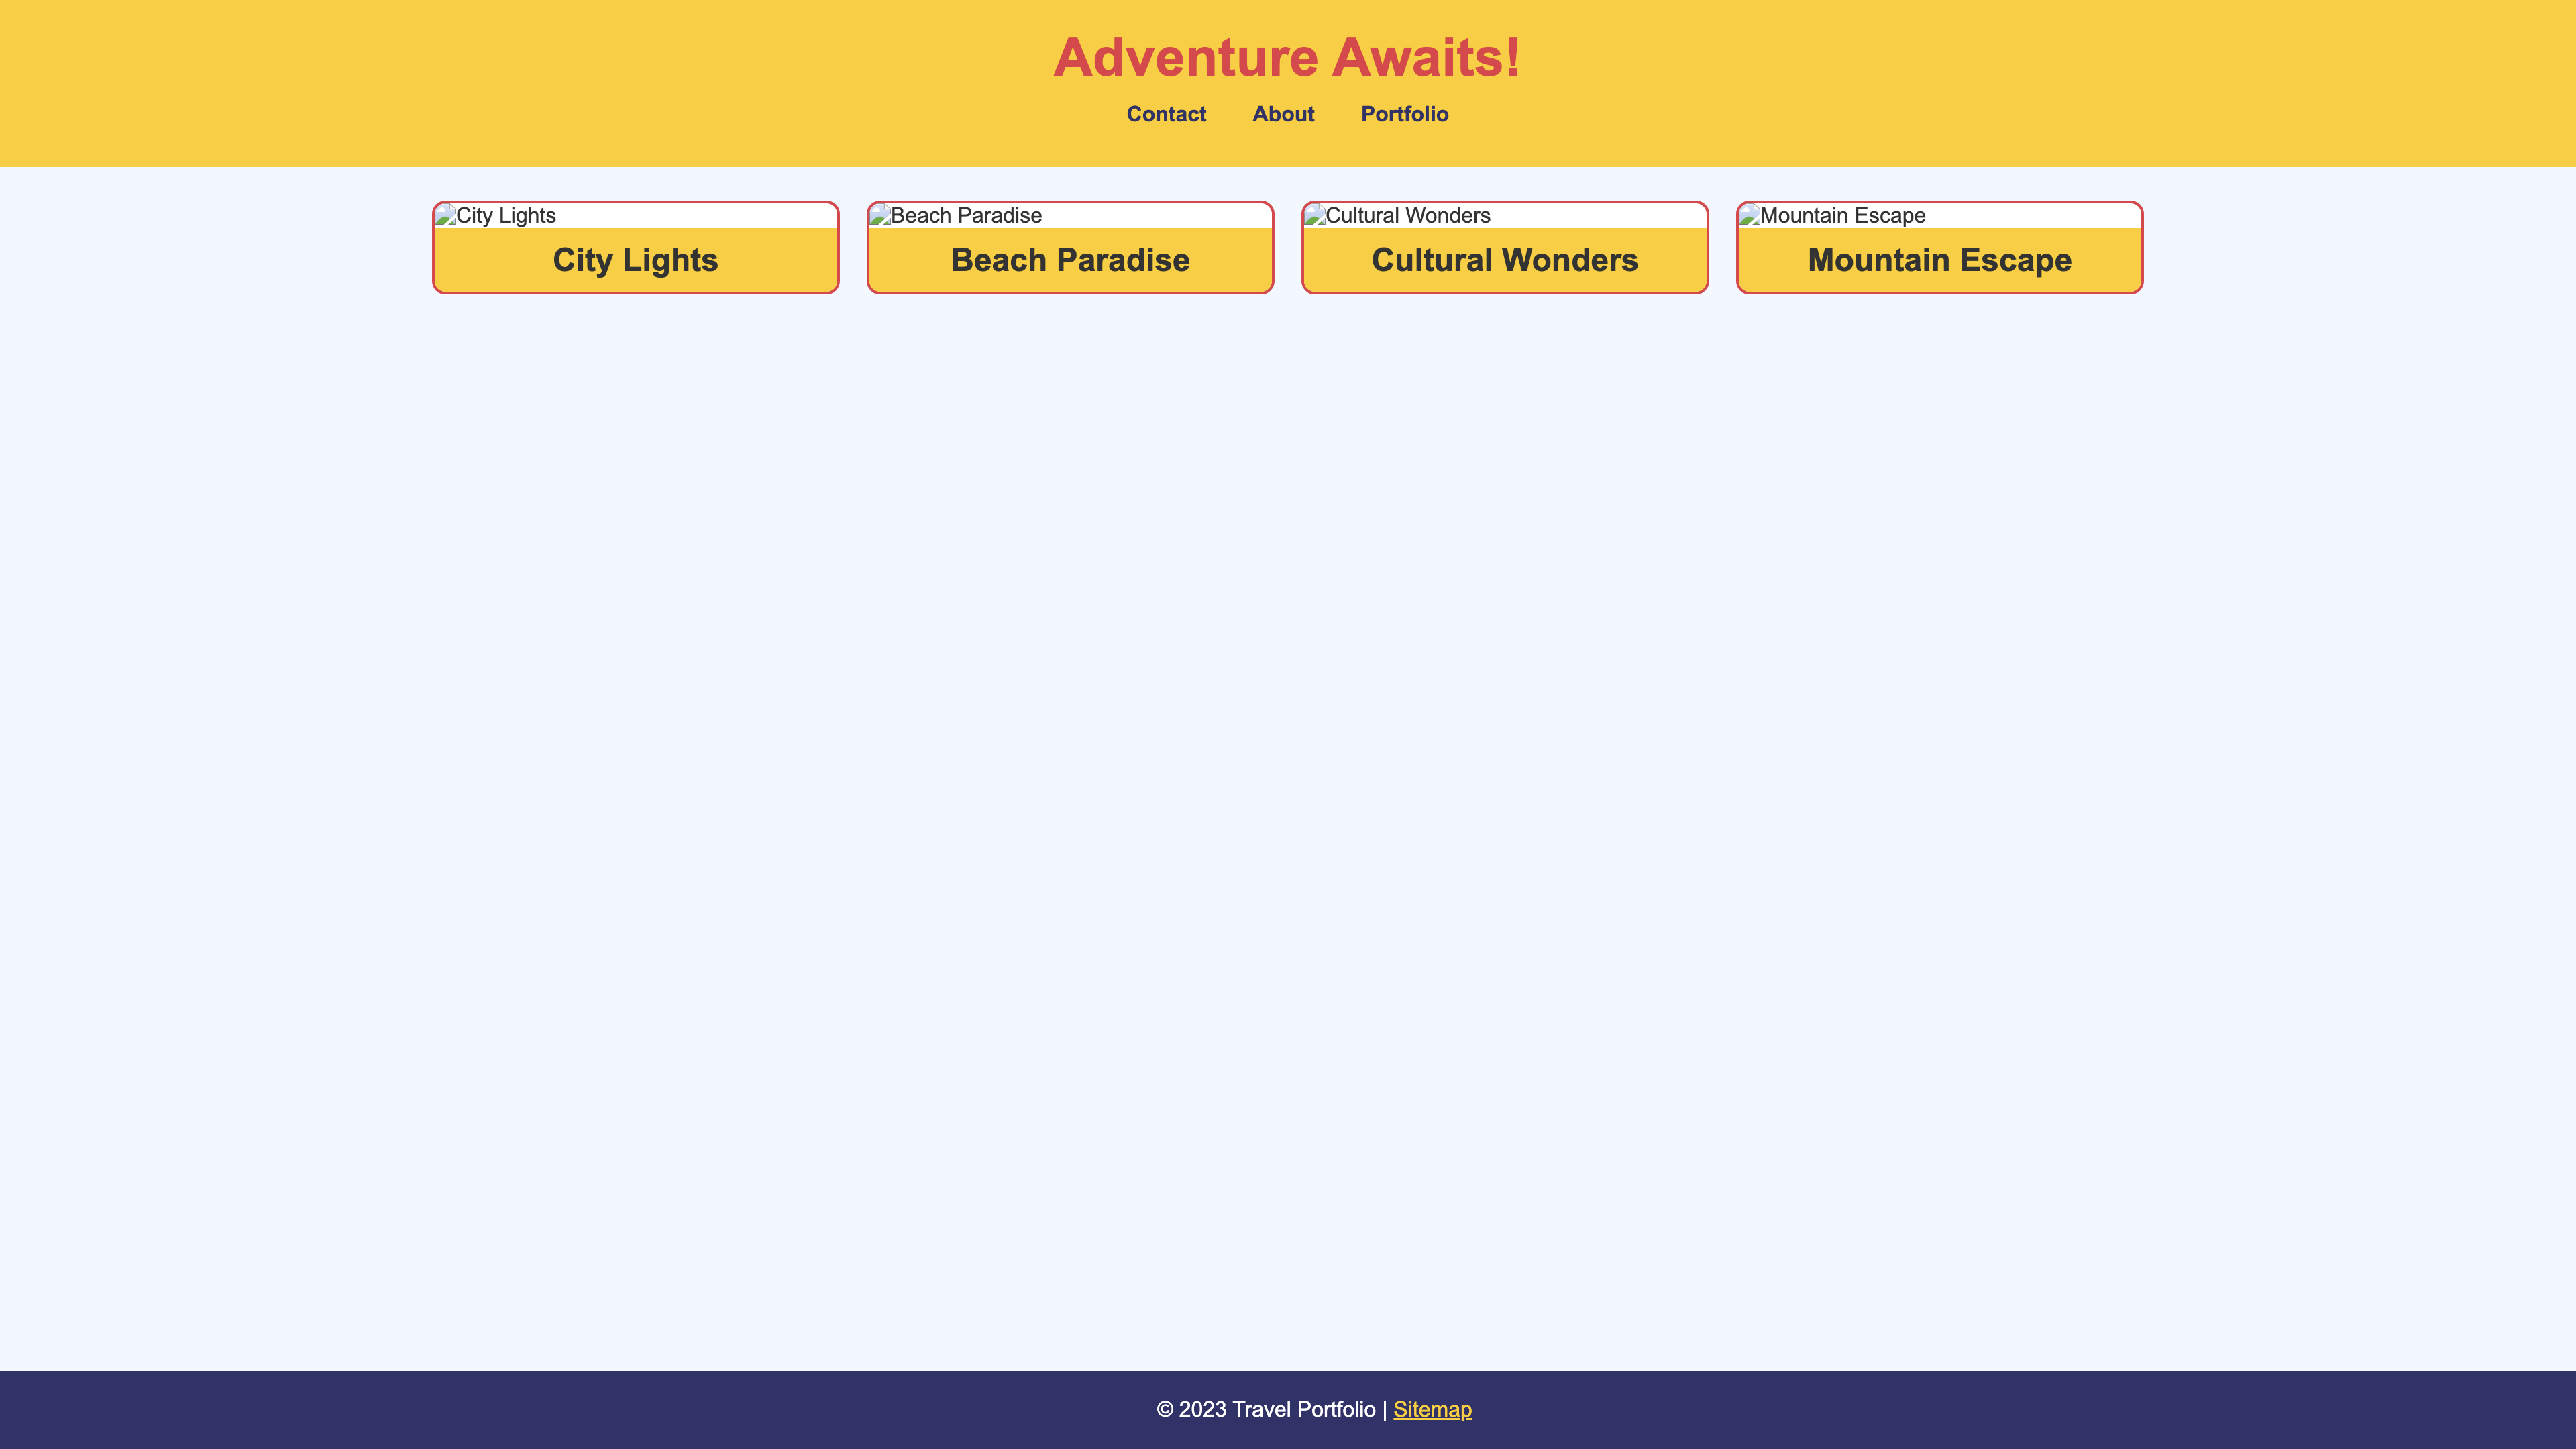 Adventure Awaits!
Contact About Portfolio
City Lights
City Lights
Beach Paradise
Beach Paradise
Cultural Wonders
Cultural Wonders
Mountain Escape
Mountain Escape
© 2023 Travel Portfolio | Sitemap